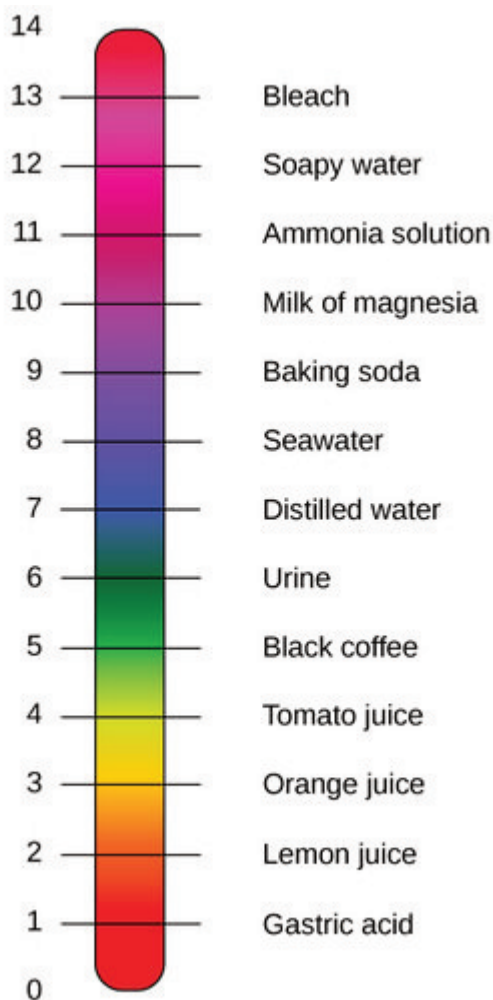 14
13 Bleach
12 Soapy water
11 Ammonia solution
10 Milk of magnesia
9 Baking soda
8 Seawater
7 Distilled water
6 Urine
5 Black coffee
4 Tomato juice
3 Orange juice
2 Lemon juice
1 Gastric acid
0